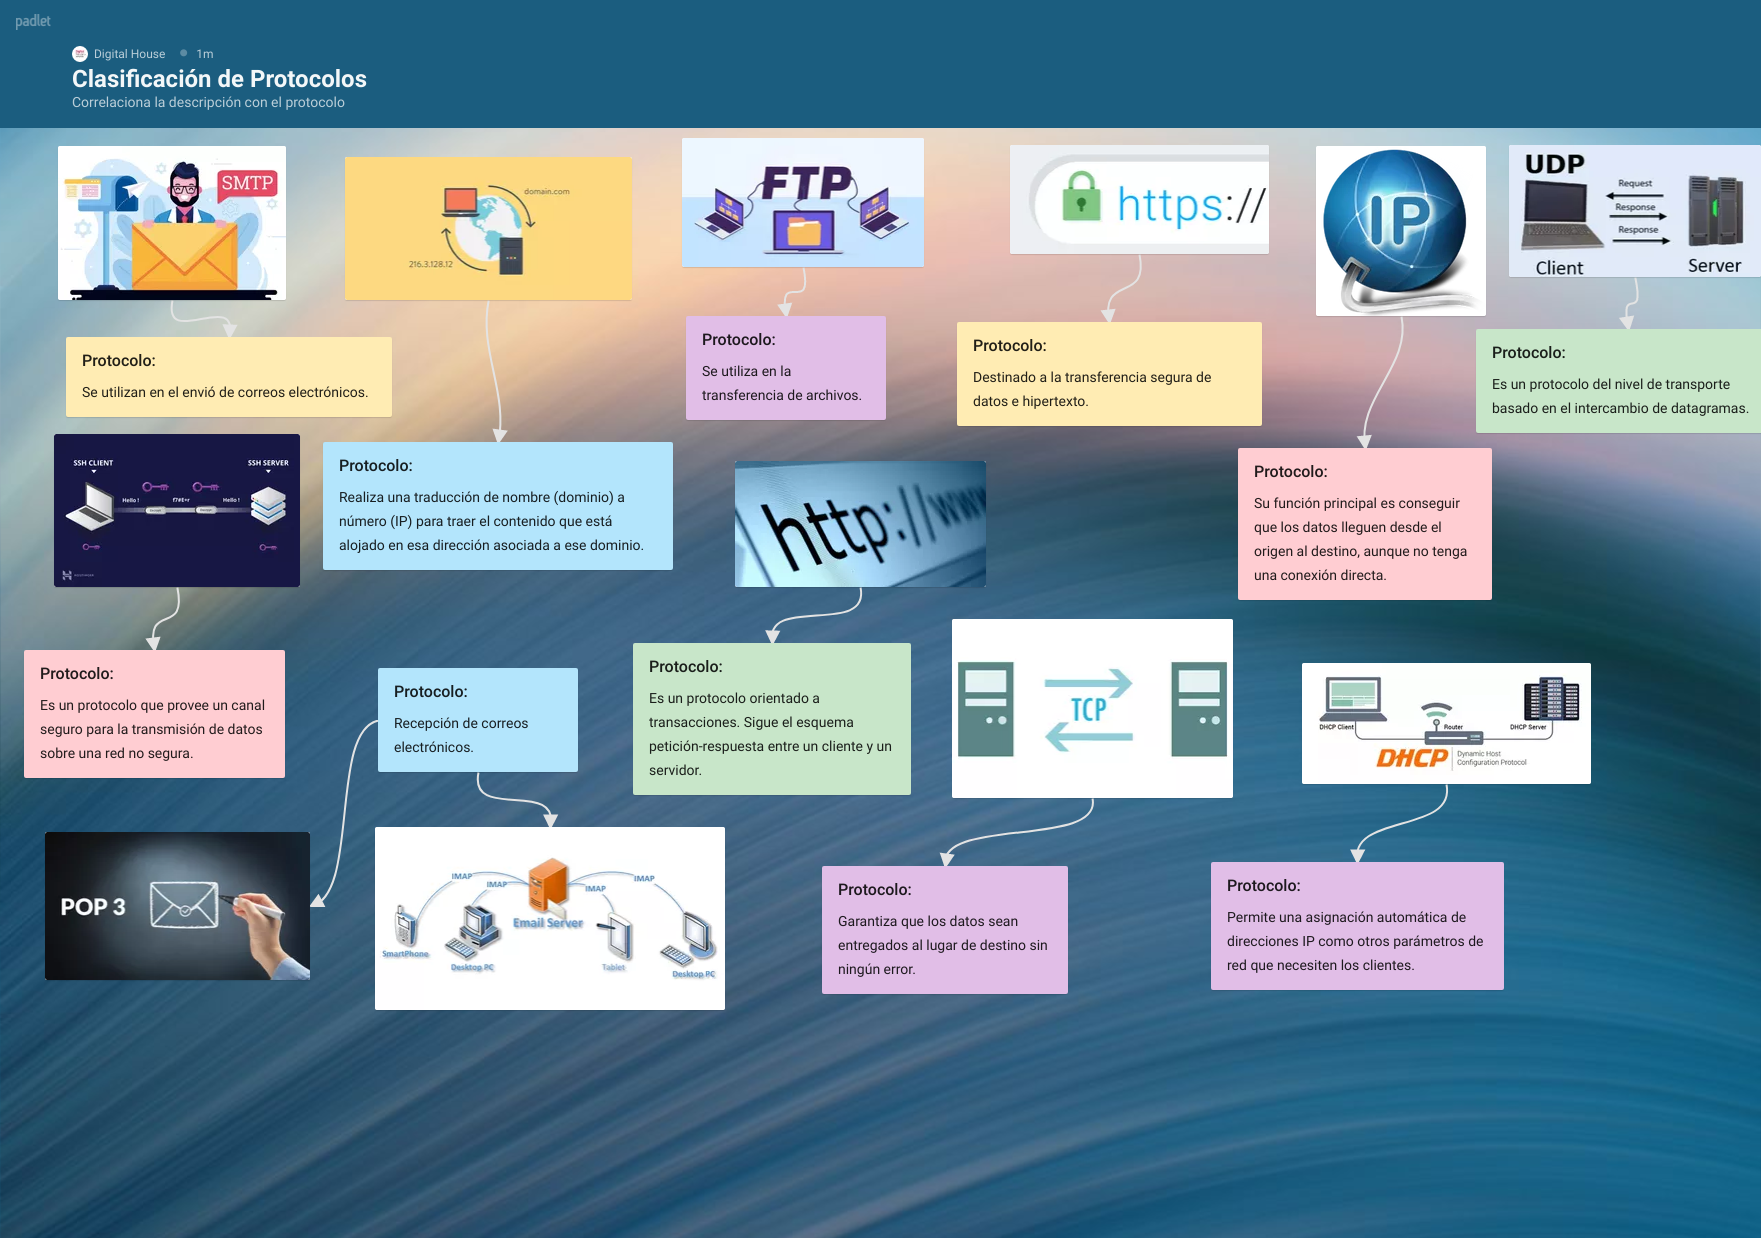 padlet
Digital House • 1m
Clasificación de Protocolos
Correlaciona la descripción con el protocolo
SMTP
domain.com
216.3.128.12
FTP
https://
IP
UDP
Request
Response
Response
Client
Server
Protocolo:
Se utilizan en el envió de correos electrónicos.
Protocolo:
Se utiliza en la
transferencia de archivos.
Protocolo:
Destinado a la transferencia segura de
datos e hipertexto.
Protocolo:
Es un protocolo del nivel de transporte
basado en el intercambio de datagramas.
SSH CLIENT
SSH SERVER
Hello !
f7#E+r
Hello !
Protocolo:
Realiza una traducción de nombre (dominio) a
número (IP) para traer el contenido que está
alojado en esa dirección asociada a ese dominio.
http://www
Protocolo:
Su función principal es conseguir
que los datos lleguen desde el
origen al destino, aunque no tenga
una conexión directa.
Protocolo:
Es un protocolo que provee un canal
seguro para la transmisión de datos
sobre una red no segura.
Protocolo:
Recepción de correos
electrónicos.
Protocolo:
Es un protocolo orientado a
transacciones. Sigue el esquema
petición-respuesta entre un cliente y un
servidor.
TCP
DHCP Client
Router
DHCP Server
DHCP
Dynamic Host
Configuration Protocol
POP 3
IMAP
IMAP
IMAP
IMAP
Email Server
SmartPhone
Desktop PC
Tablet
Desktop PC
Protocolo:
Garantiza que los datos sean
entregados al lugar de destino sin
ningún error.
Protocolo:
Permite una asignación automática de
direcciones IP como otros parámetros de
red que necesiten los clientes.